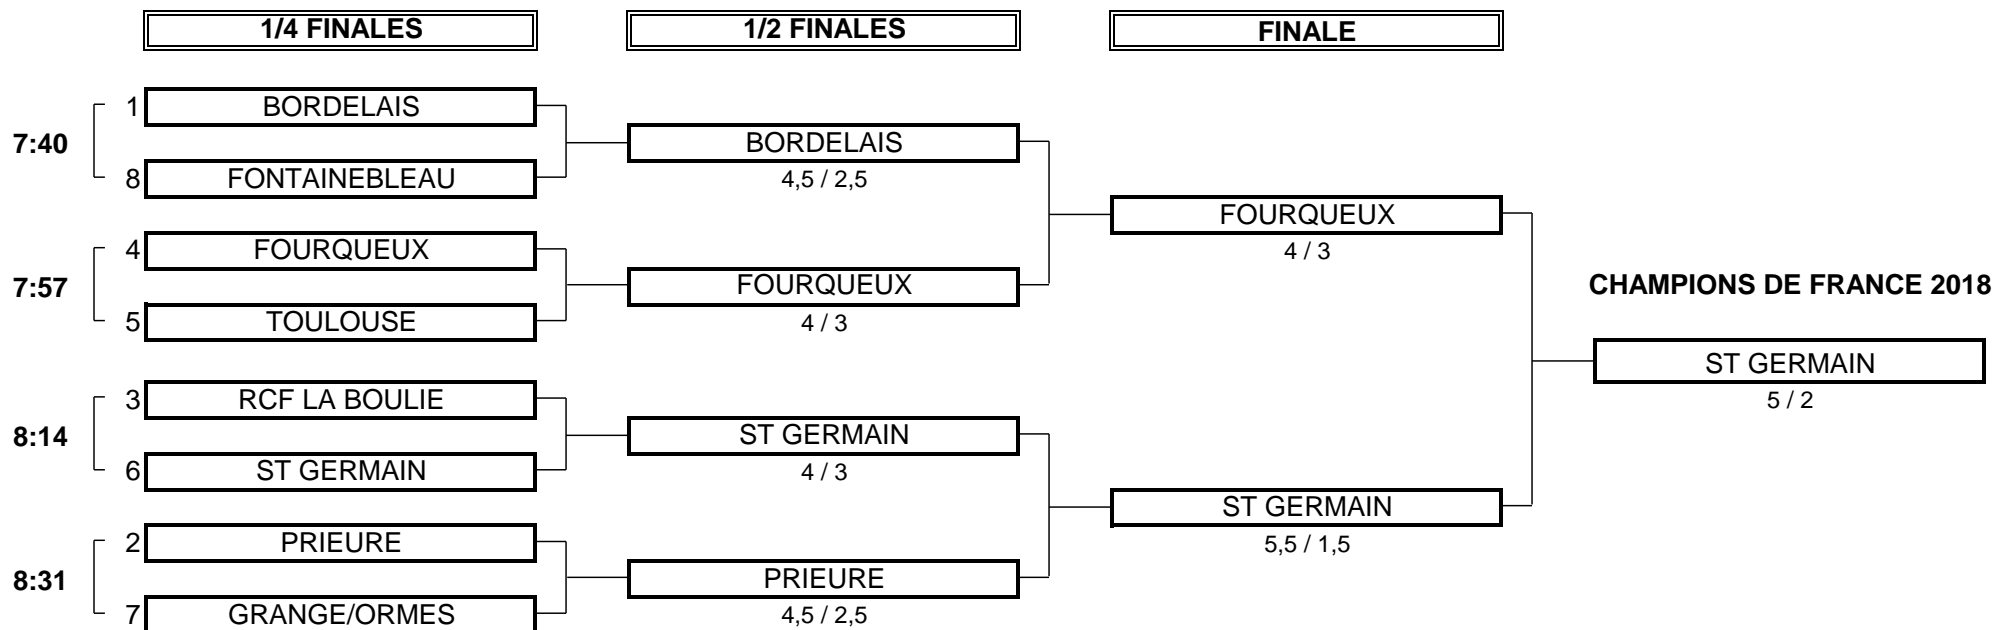 1/4 FINALES
1/2 FINALES
FINALE
1 BORDELAIS
7:40
8 FONTAINEBLEAU
BORDELAIS
4,5 / 2,5
4 FOURQUEUX
7:57
5 TOULOUSE
FOURQUEUX
4 / 3
FOURQUEUX
4 / 3
3 RCF LA BOULIE
8:14
6 ST GERMAIN
ST GERMAIN
4 / 3
2 PRIEURE
8:31
7 GRANGE/ORMES
PRIEURE
4,5 / 2,5
ST GERMAIN
5,5 / 1,5
CHAMPIONS DE FRANCE 2018
ST GERMAIN
5 / 2